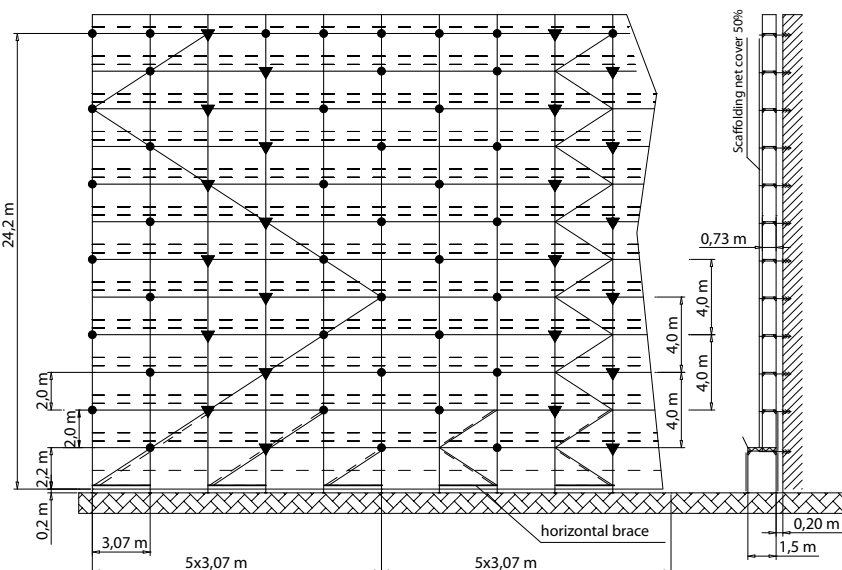 Scaffolding net cover 50%
24,2 m
0,73 m
4,0 m
4,0 m
4,0 m
4,0 m
2,0 m
2,0 m
2,2 m
0,2 m
horizontal brace
0,20 m
3,07 m
1,5 m
5x3,07 m
5x3,07 m